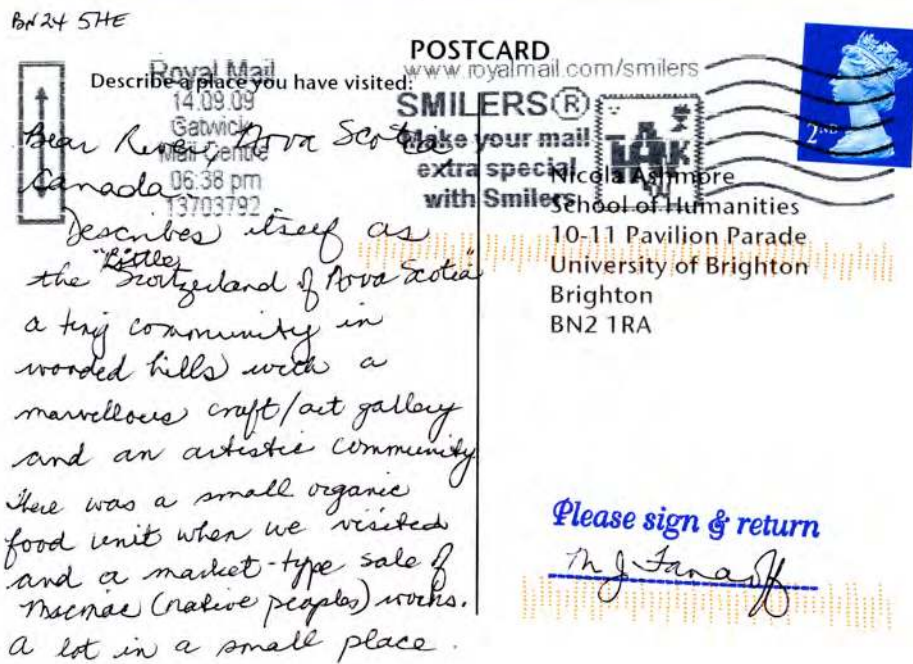 BN24 5HE
POSTCARD
Describe a place you have visited:
Royal Mail
14.09.09
Gatwick
Mail Centre
06:38 pm
13703792
www.royalmail.com/smilers
SMILERS(R)
Make your mail
extra special
with Smilers
2ND
Bear River, Nova Scotia
Canada
Describes itself as
the "Little Switzerland of Nova Scotia"
a tiny community in
wooded hills with a
marvellous craft/art gallery
and an artistic community
There was a small organic
food unit when we visited
and a market-type sale of
Micmac (native peoples) works.
A lot in a small place.
Nicola Ashmore
School of Humanities
10-11 Pavilion Parade
University of Brighton
Brighton
BN2 1RA
Please sign & return
M J Fanaoff